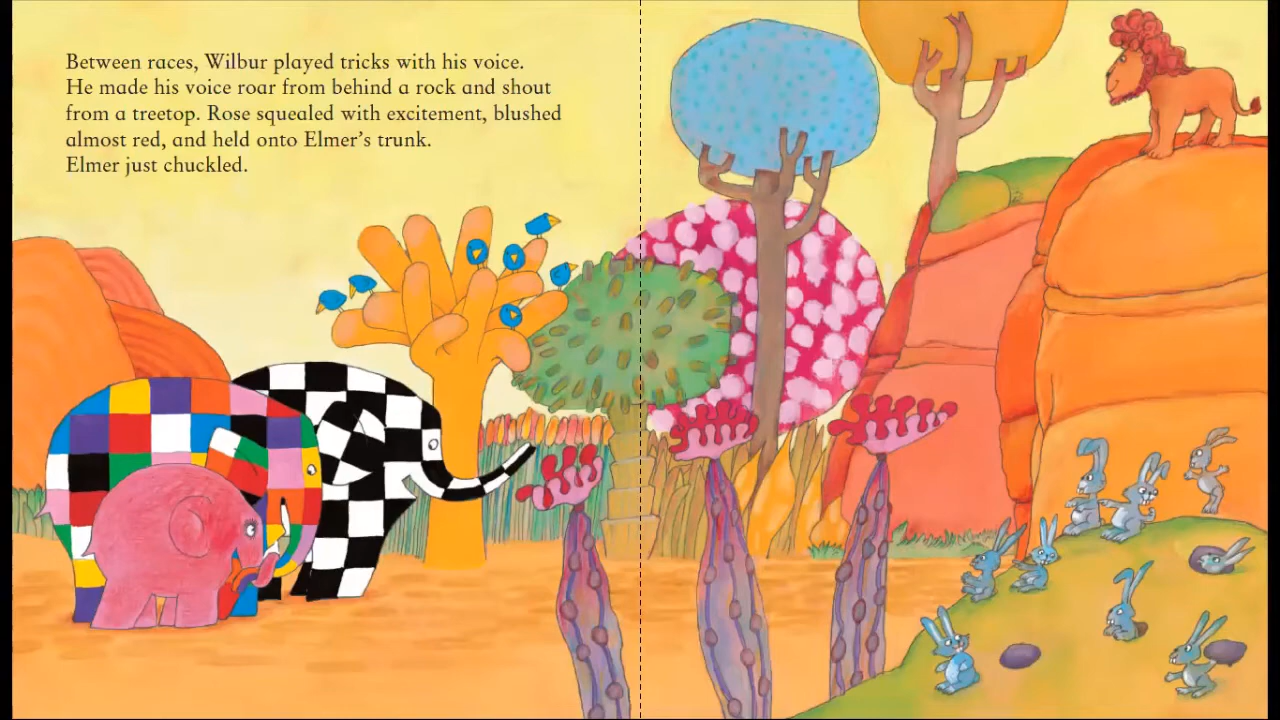 Between races, Wilbur played tricks with his voice.
He made his voice roar from behind a rock and shout
from a treetop. Rose squealed with excitement, blushed
almost red, and held onto Elmer’s trunk.
Elmer just chuckled.